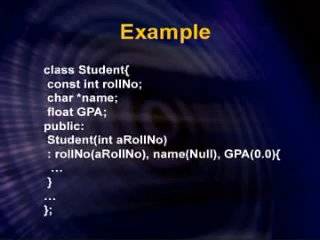 Example
class Student{
const int rollNo;
char *name;
float GPA;
public:
Student(int aRollNo)
: rollNo(aRollNo), name(Null), GPA(0.0){
…
}
…
};